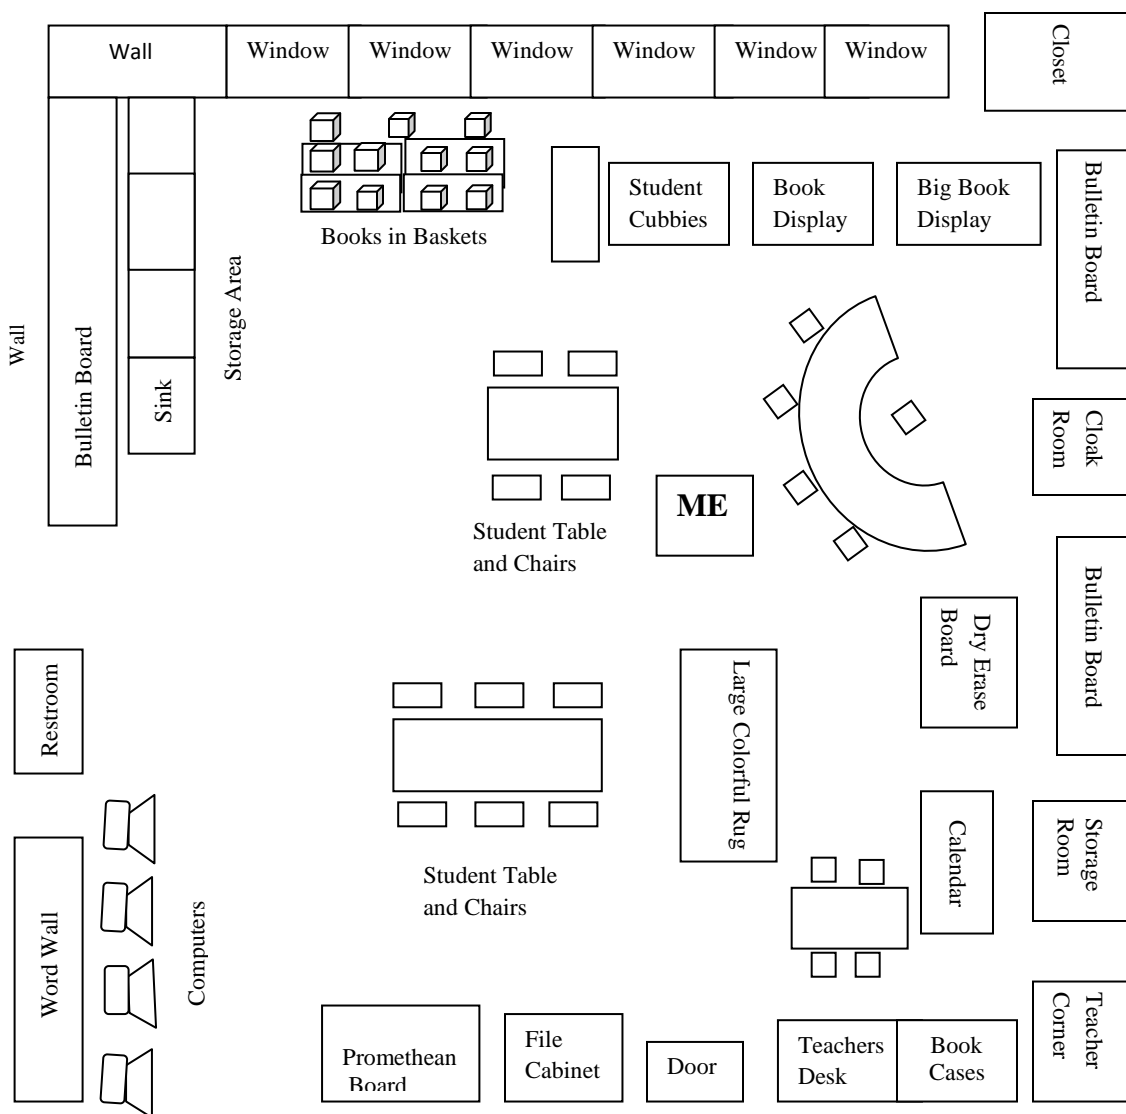 Wall
Window
Window
Window
Window
Window
Window
Closet
Student
Cubbies
Book
Display
Big Book
Display
Bulletin Board
Books in Baskets
Storage Area
Wall
Bulletin Board
Sink
Cloak
Room
ME
Student Table
and Chairs
Bulletin Board
Dry Erase
Board
Restroom
Large Colorful Rug
Calendar
Storage
Room
Student Table
and Chairs
Word Wall
Computers
Promethean
Board
File
Cabinet
Door
Teachers
Desk
Book
Cases
Teacher
Corner